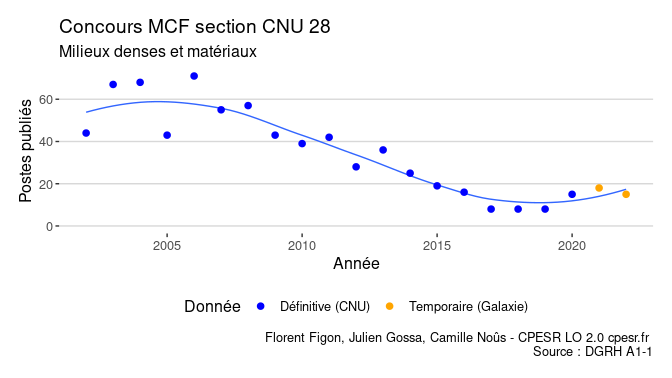 Concours MCF section CNU 28
Milieux denses et matériaux
Postes publiés
60
40
20
0
2005 2010 2015 2020
Année
Donnée Définitive (CNU) Temporaire (Galaxie)
Florent Figon, Julien Gossa, Camille Noûs - CPESR LO 2.0 cpesr.fr
Source : DGRH A1-1